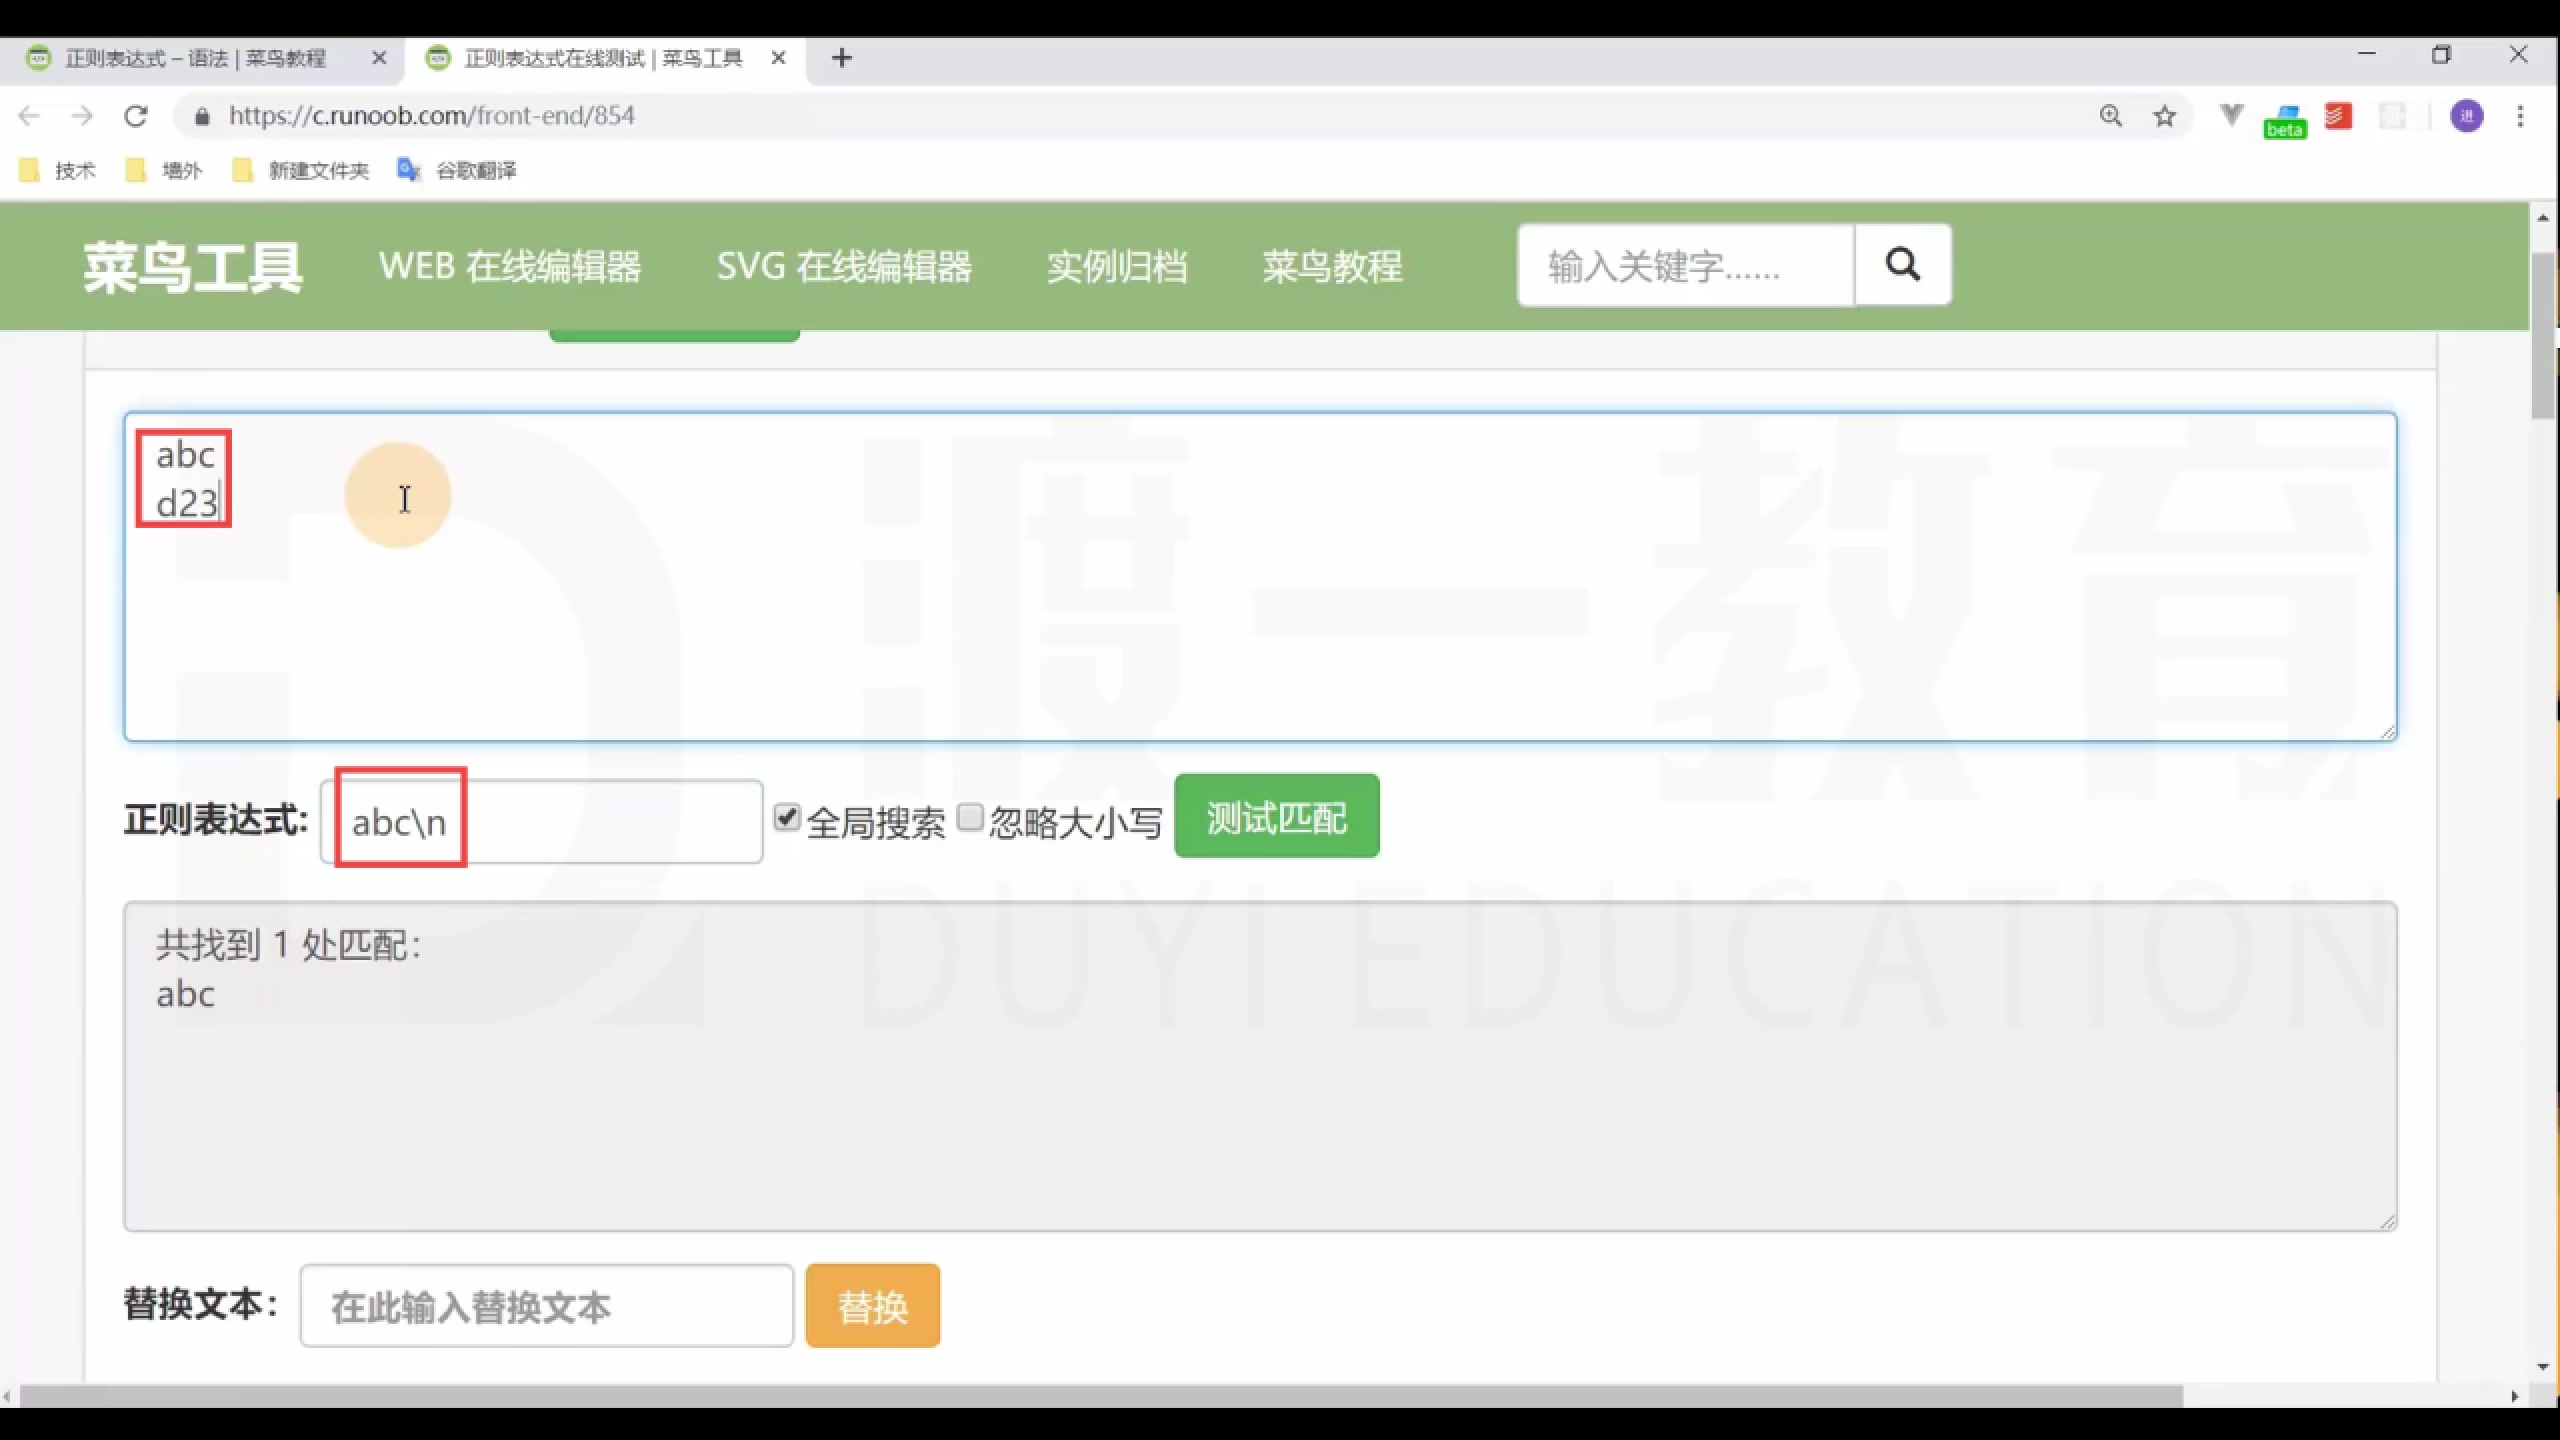 正则表达式 – 语法 | 菜鸟教程
正则表达式在线测试 | 菜鸟工具
https://c.runoob.com/front-end/854
beta
进
技术
墙外
新建文件夹
谷歌翻译
菜鸟工具
WEB 在线编辑器
SVG 在线编辑器
实例归档
菜鸟教程
输入关键字......
abc
d23
渡一教育
正则表达式:
abc\n
全局搜索
忽略大小写
测试匹配
DUYI EDUCATION
共找到 1 处匹配：
abc
替换文本：
在此输入替换文本
替换